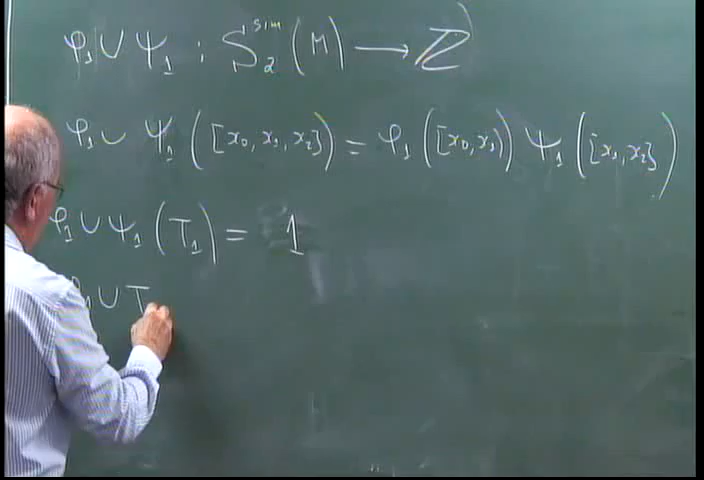 φ₁ ∪ ψ₁ : S₂^sim (M) ⟶ ℤ
φ₁ ∪ ψ₁ ([x₀, x₁, x₂]) = φ₁ ([x₀, x₁]) ψ₁ ([x₁, x₂])
φ₁ ∪ ψ₁ (T₁) = 1
φ₁ ∪ T